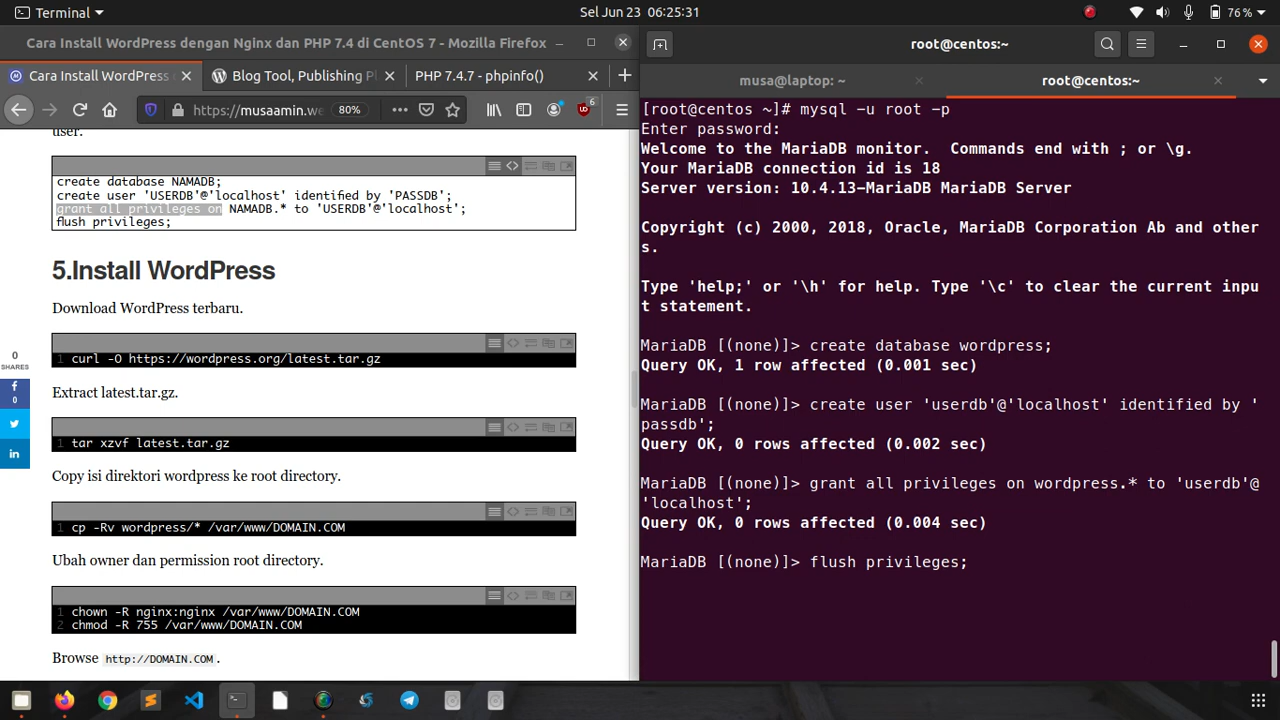 Terminal
Sel Jun 23 06:25:31
76%
Cara Install WordPress dengan Nginx dan PHP 7.4 di CentOS 7 - Mozilla Firefox
Cara Install WordPress
Blog Tool, Publishing Pl
PHP 7.4.7 - phpinfo()
https://musaamin.we
80%
6
user.
create database NAMADB;
create user 'USERDB'@'localhost' identified by 'PASSDB';
grant all privileges on NAMADB.* to 'USERDB'@'localhost';
flush privileges;
5.Install WordPress
Download WordPress terbaru.
1 curl -O https://wordpress.org/latest.tar.gz
Extract latest.tar.gz.
1 tar xzvf latest.tar.gz
Copy isi direktori wordpress ke root directory.
1 cp -Rv wordpress/* /var/www/DOMAIN.COM
Ubah owner dan permission root directory.
1 chown -R nginx:nginx /var/www/DOMAIN.COM
2 chmod -R 755 /var/www/DOMAIN.COM
Browse http://DOMAIN.COM.
0
SHARES
0
root@centos:~
musa@laptop: ~
root@centos:~
[root@centos ~]# mysql -u root -p
Enter password:
Welcome to the MariaDB monitor.  Commands end with ; or \g.
Your MariaDB connection id is 18
Server version: 10.4.13-MariaDB MariaDB Server
Copyright (c) 2000, 2018, Oracle, MariaDB Corporation Ab and other
s.
Type 'help;' or '\h' for help. Type '\c' to clear the current inpu
t statement.
MariaDB [(none)]> create database wordpress;
Query OK, 1 row affected (0.001 sec)
MariaDB [(none)]> create user 'userdb'@'localhost' identified by '
passdb';
Query OK, 0 rows affected (0.002 sec)
MariaDB [(none)]> grant all privileges on wordpress.* to 'userdb'@
'localhost';
Query OK, 0 rows affected (0.004 sec)
MariaDB [(none)]> flush privileges;